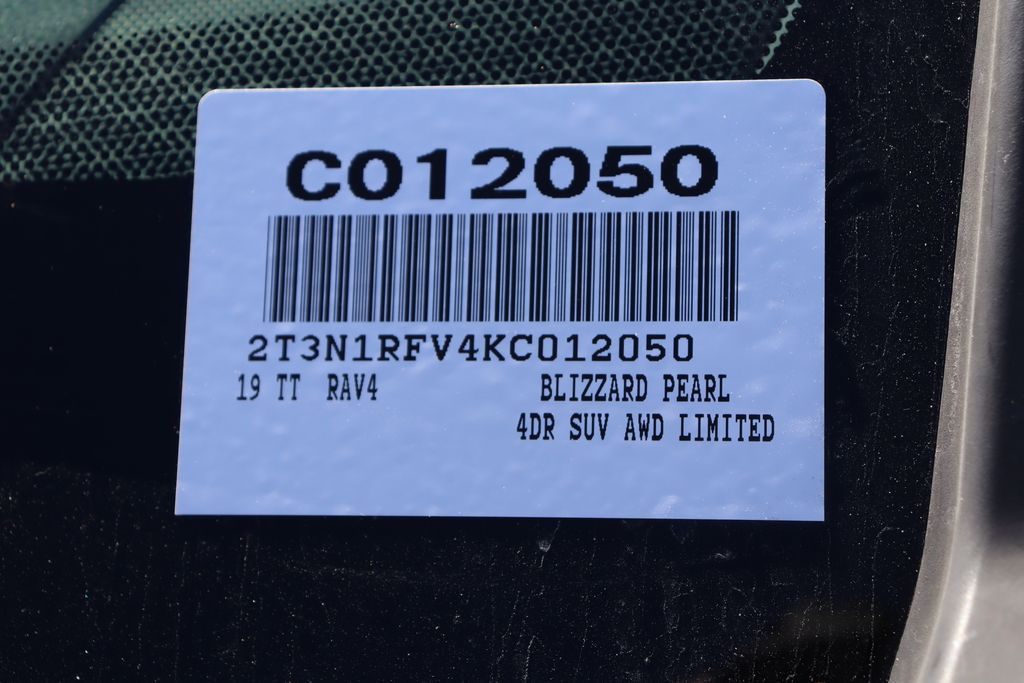 C012050
2T3N1RFV4KC012050
19 TT RAV4 BLIZZARD PEARL
4DR SUV AWD LIMITED